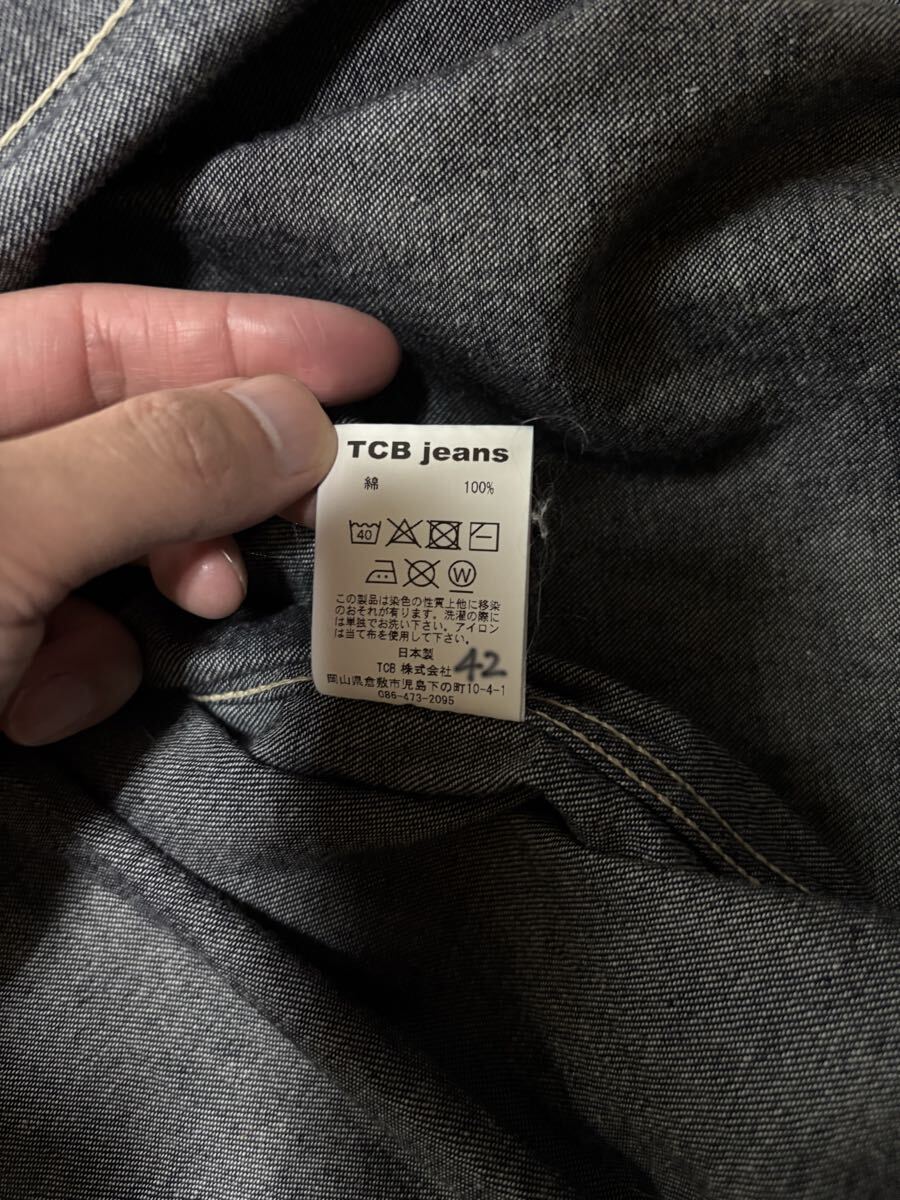 TCB jeans
綿 100%
40
W
この製品は染色の性質上他に移染
のおそれが有ります。洗濯の際に
は単独でお洗い下さい。アイロン
は当て布を使用して下さい。
日本製
TCB 株式会社 42
岡山県倉敷市児島下の町10-4-1
086-473-2095